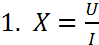 1. X = U/I